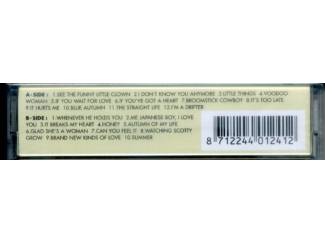 A-SIDE: 1 SEE THE FUNNY LITTLE CLOWN 2 I DON'T KNOW YOU ANYMORE 3 LITTLE THINGS 4 VOODOO
WOMAN 5 IF YOU WAIT FOR LOVE 6 IF YOU'VE GOT A HEART 7 BROOMSTICK COWBOY 8 IT'S TOO LATE
9 IT HURTS ME 10 BLUE AUTUMN 11 THE STRAIGHT LIFE 12 I'M A DRIFTER
B-SIDE: 1 WHENEVER HE HOLDS YOU 2 ME JAPANESE BOY, I LOVE
YOU 3 IT BREAKS MY HEART 4 HONEY 5 AUTUMN OF MY LIFE
6 GLAD SHE'S A WOMAN 7 CAN YOU FEEL IT 8 WATCHING SCOTTY
GROW 9 BRAND NEW KINDS OF LOVE 10 SUMMER
8 712244 012412